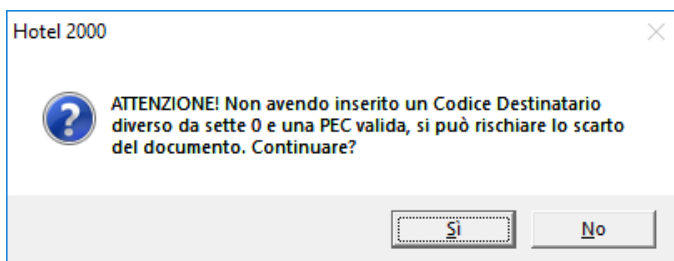 Hotel 2000
ATTENZIONE! Non avendo inserito un Codice Destinatario
diverso da sette 0 e una PEC valida, si può rischiare lo scarto
del documento. Continuare?
Sì
No